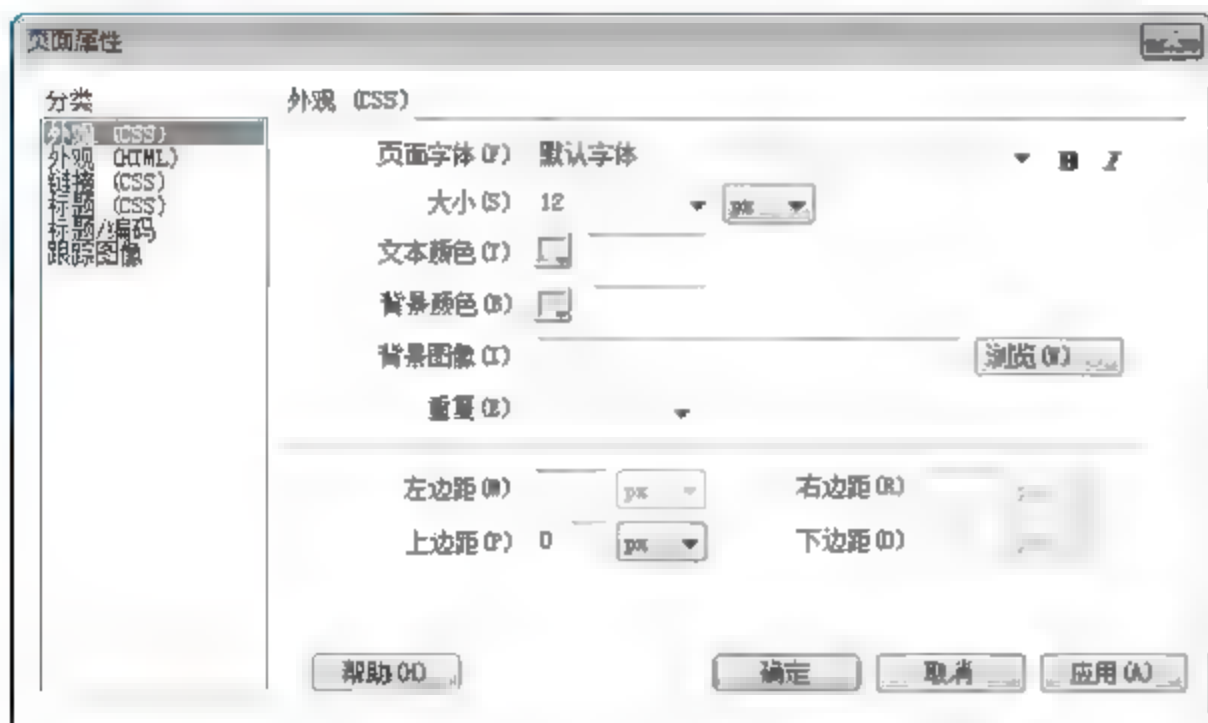 页面属性
分类
外观 (CSS)
外观 (HTML)
链接 (CSS)
标题 (CSS)
标题/编码
跟踪图像
外观 (CSS)
页面字体(F) 默认字体 B I
大小(S) 12 px
文本颜色(T)
背景颜色(B)
背景图像(I) 浏览(W)
重复(E)
左边距(M) px 右边距(R)
上边距(P) 0 px 下边距(O)
帮助(H) 确定 取消 应用(A)